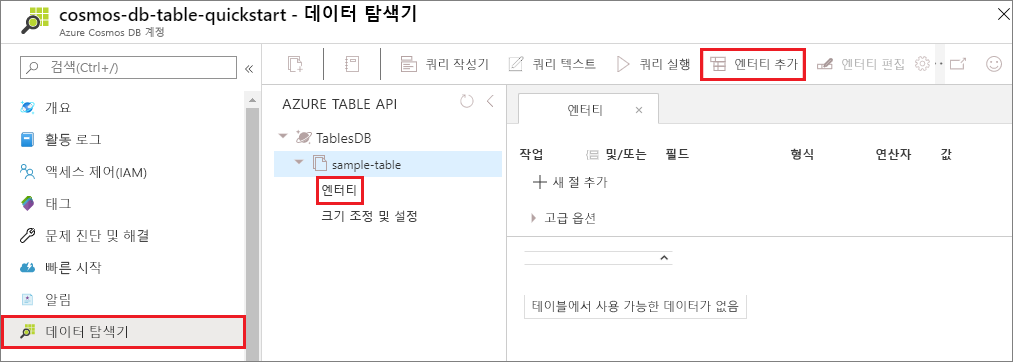 cosmos-db-table-quickstart - 데이터 탐색기
Azure Cosmos DB 계정
검색(Ctrl+/)
개요
활동 로그
액세스 제어(IAM)
태그
문제 진단 및 해결
빠른 시작
알림
데이터 탐색기
쿼리 작성기 쿼리 텍스트 쿼리 실행 엔터티 추가 엔터티 편집
AZURE TABLE API
TablesDB
sample-table
엔터티
크기 조정 및 설정
엔터티
작업 및/또는 필드 형식 연산자 값
새 절 추가
고급 옵션
테이블에서 사용 가능한 데이터가 없음